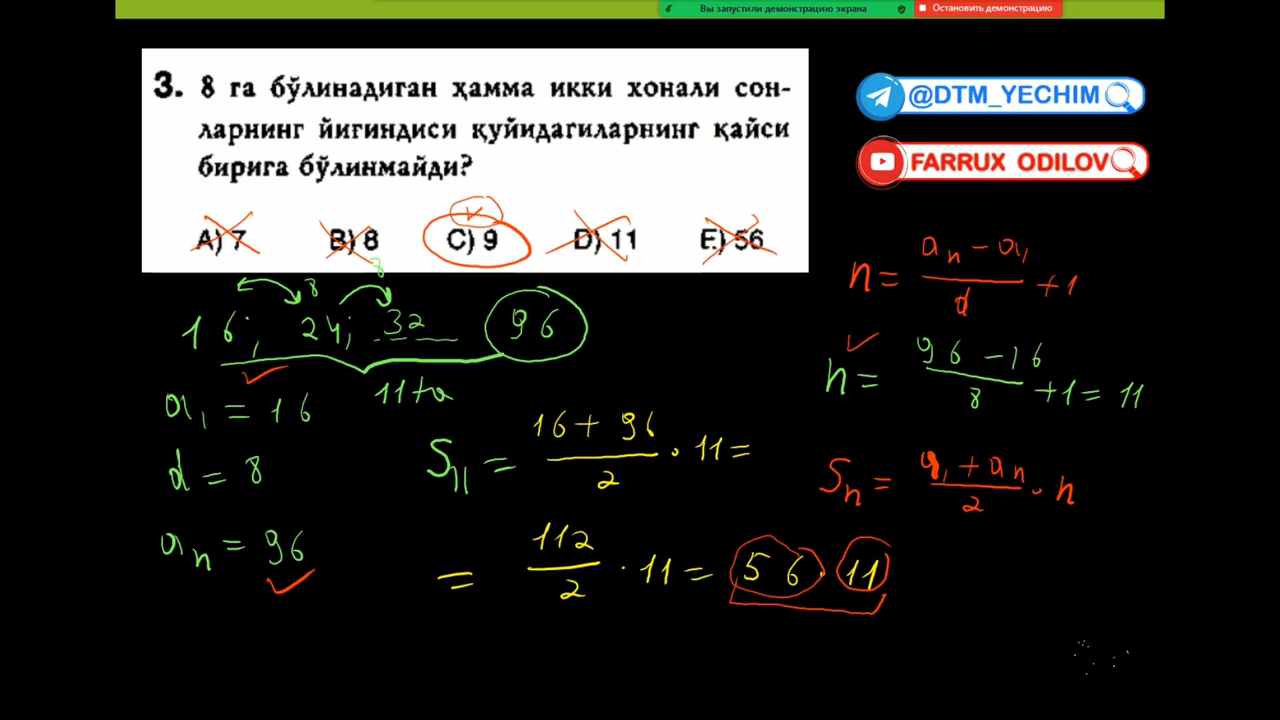 Вы запустили демонстрацию экрана
Остановить демонстрацию
3. 8 га бўлинадиган ҳамма икки хонали сон-
ларнинг йиғиндиси қуйидагиларнинг қайси
бирига бўлинмайди?
A) 7 B) 8 C) 9 D) 11 E) 56
@DTM_YECHIM
FARRUX ODILOV
8 8
16; 24; 32 96
11 ta
a₁ = 16
d = 8
aₙ = 96
S₁₁ = (16 + 96)/2 · 11 =
= 112/2 · 11 = 56 · 11
n = (aₙ − a₁)/d + 1
n = (96 − 16)/8 + 1 = 11
Sₙ = (a₁ + aₙ)/2 · n